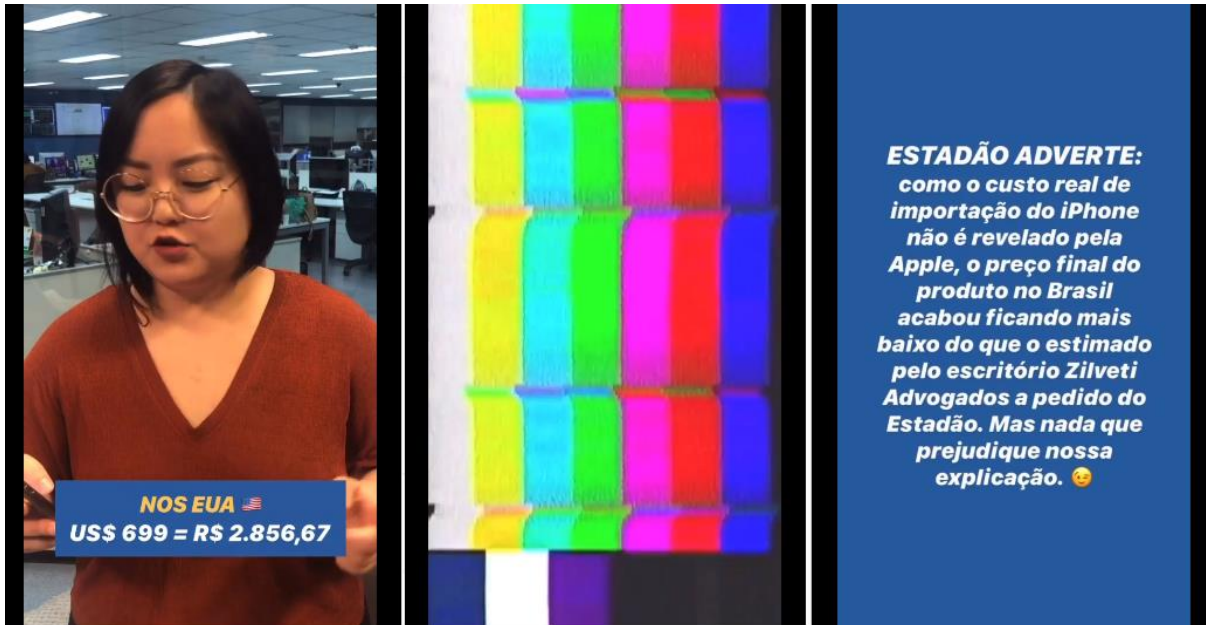 NOS EUA 🇺🇸
US$ 699 = R$ 2.856,67
ESTADÃO ADVERTE:
como o custo real de
importação do iPhone
não é revelado pela
Apple, o preço final do
produto no Brasil
acabou ficando mais
baixo do que o estimado
pelo escritório Zilveti
Advogados a pedido do
Estadão. Mas nada que
prejudique nossa
explicação. 😉